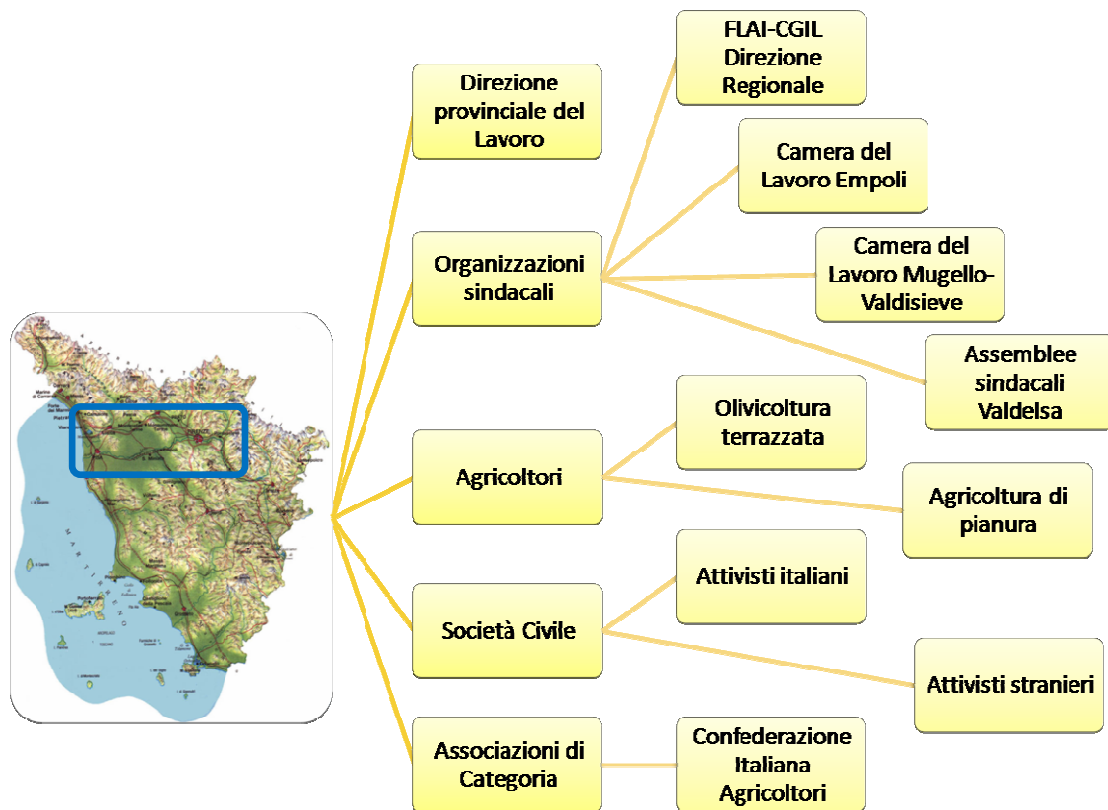 Direzione
provinciale del
Lavoro
Organizzazioni
sindacali
FLAI-CGIL
Direzione
Regionale
Camera del
Lavoro Empoli
Camera del
Lavoro Mugello-
Valdisieve
Assemblee
sindacali
Valdelsa
Agricoltori
Olivicoltura
terrazzata
Agricoltura di
pianura
Società Civile
Attivisti italiani
Attivisti stranieri
Associazioni di
Categoria
Confederazione
Italiana
Agricoltori